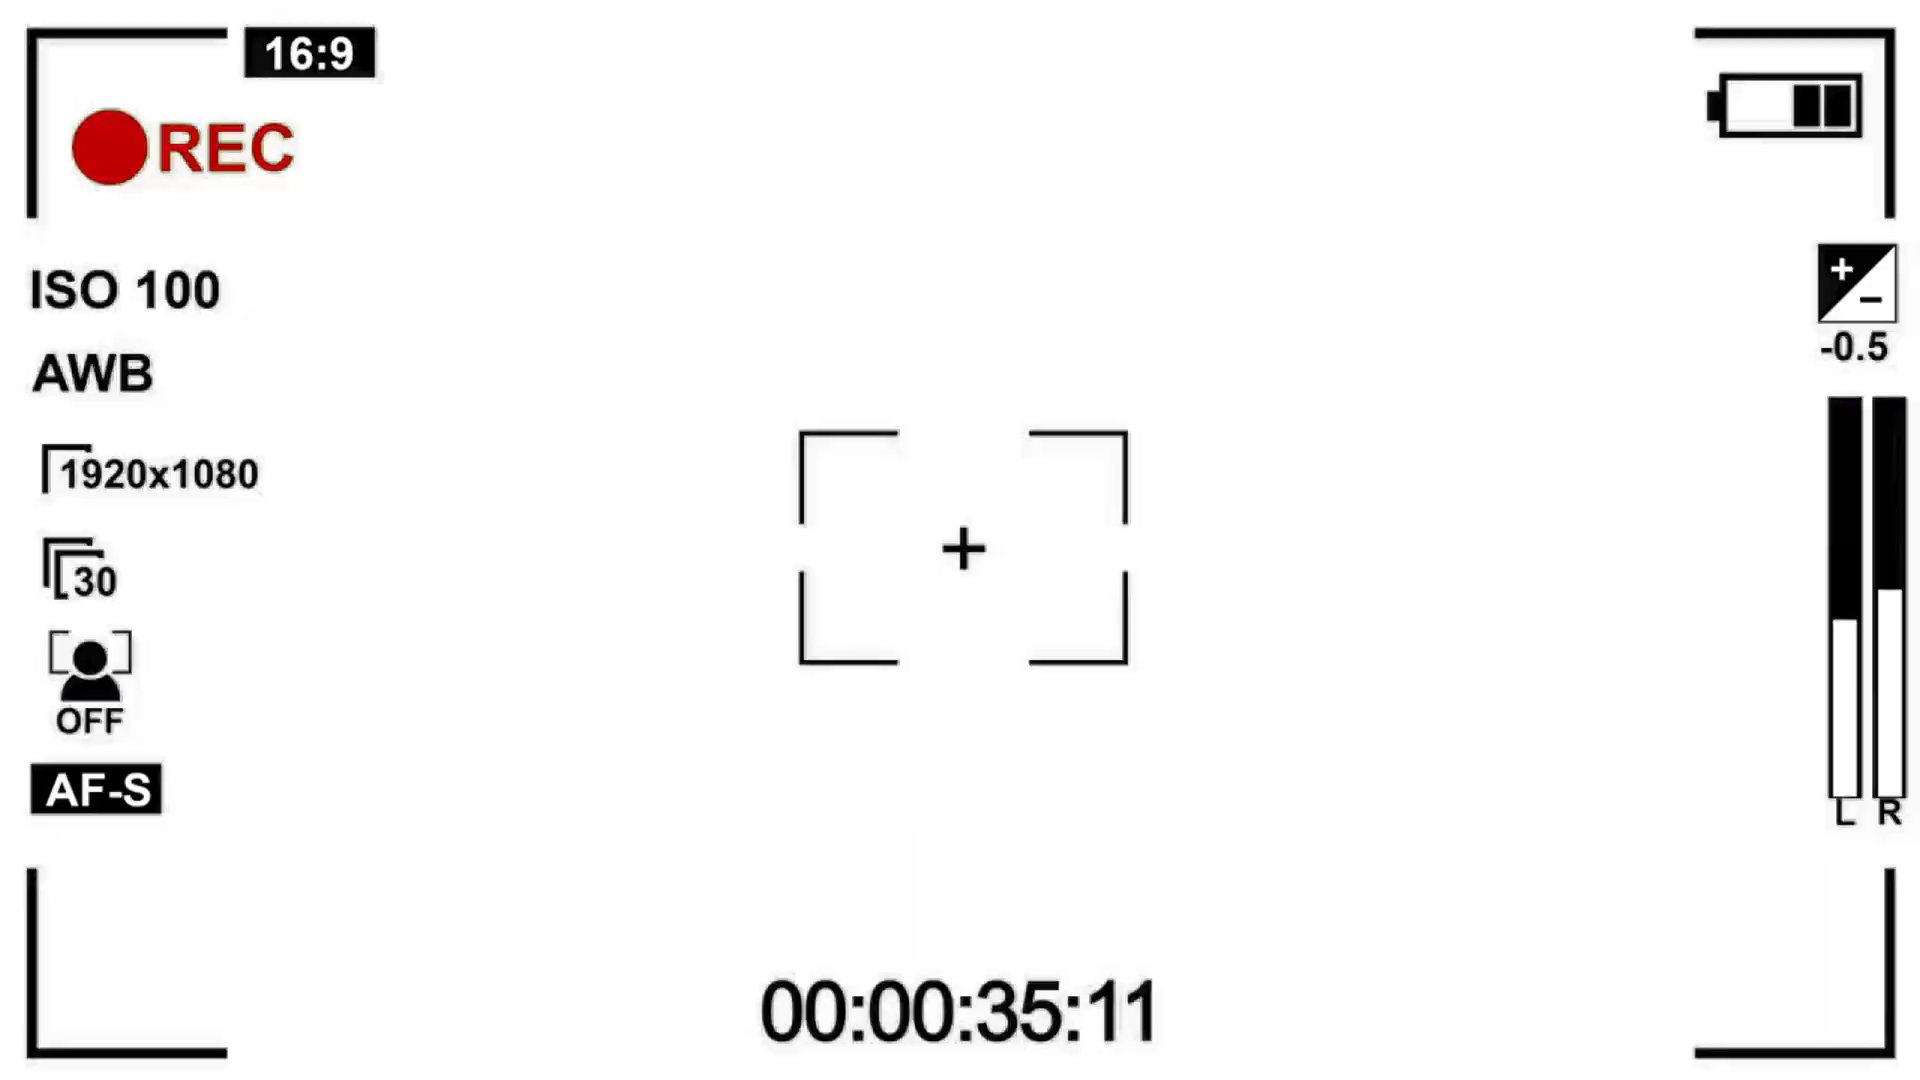 16:9
REC
ISO 100
AWB
1920x1080
30
OFF
AF-S
+
-
-0.5
L R
00:00:35:11